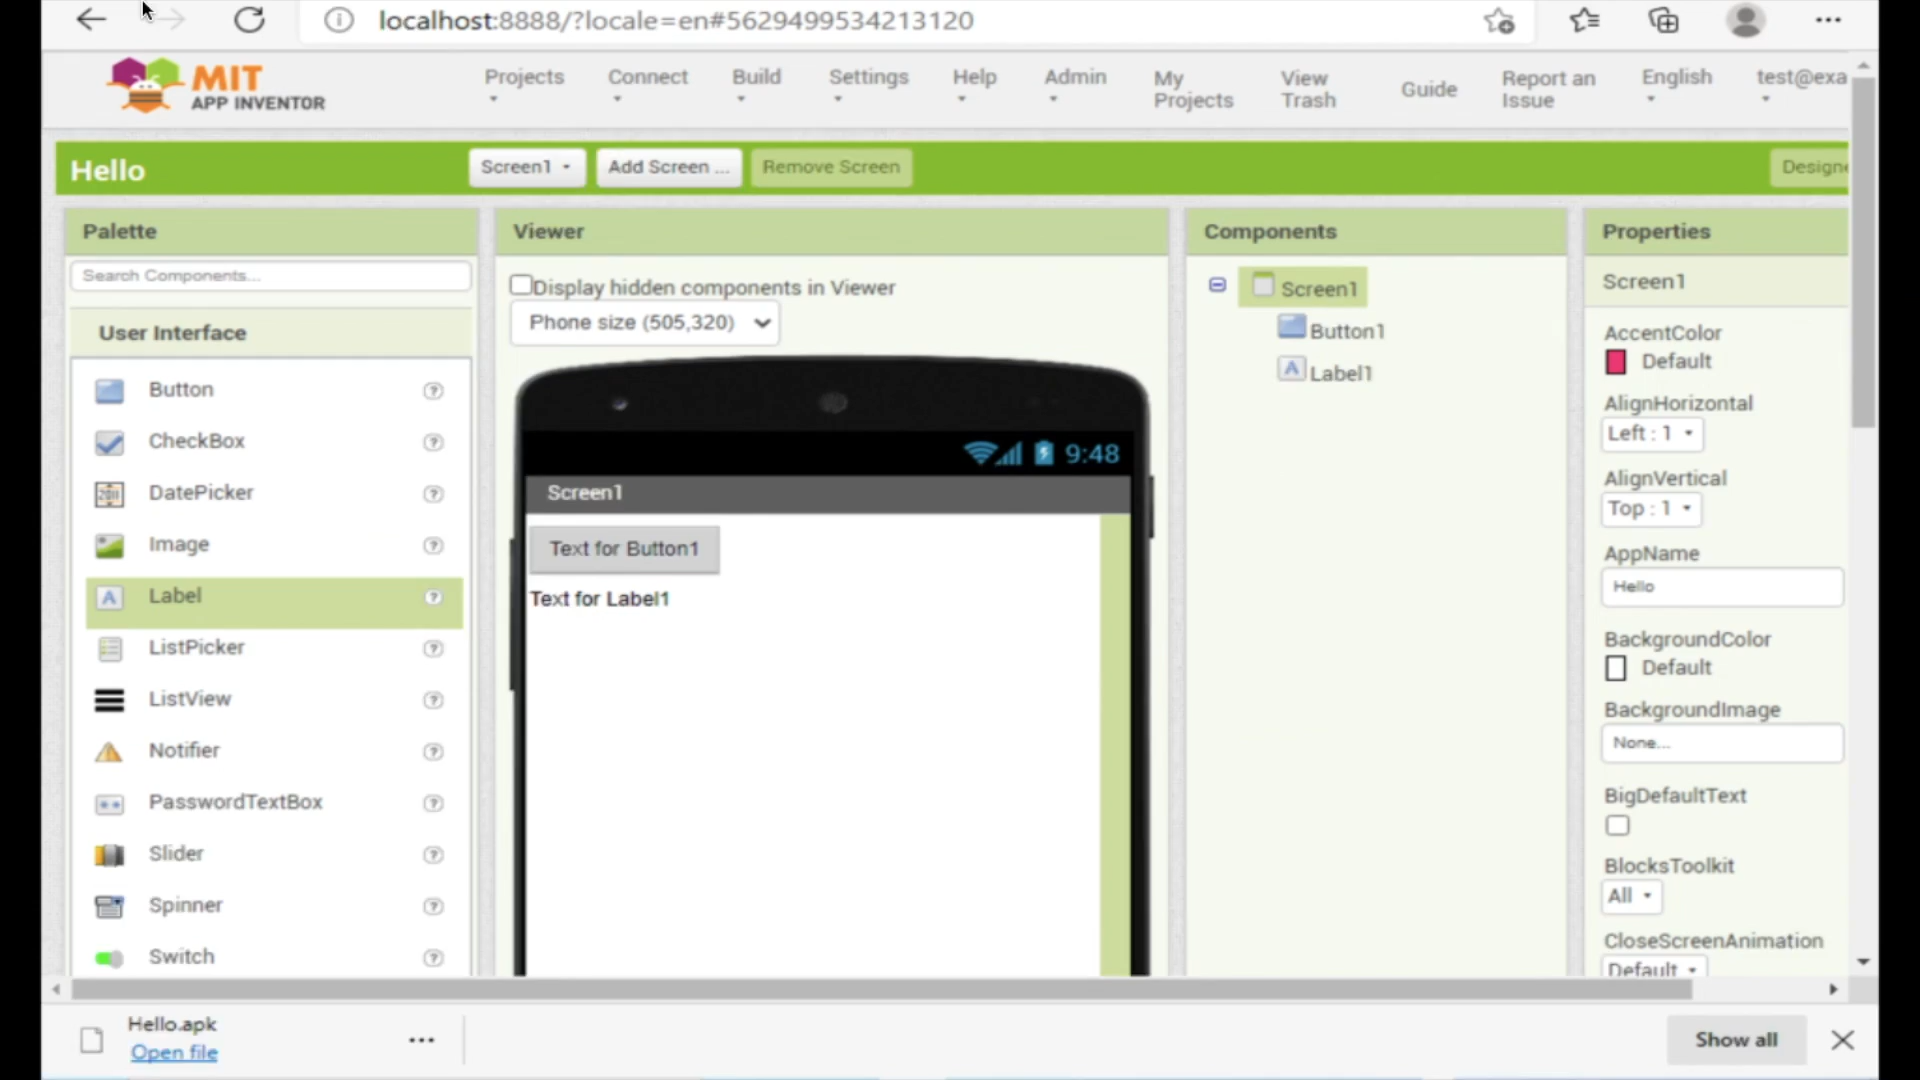 localhost:8888/?locale=en#5629499534213120
MIT
APP INVENTOR
Projects
Connect
Build
Settings
Help
Admin
My
Projects
View
Trash
Guide
Report an
Issue
English
test@exa
Hello
Screen1
Add Screen ...
Remove Screen
Designe
Palette
Search Components...
User Interface
Button
CheckBox
DatePicker
Image
Label
ListPicker
ListView
Notifier
PasswordTextBox
Slider
Spinner
Switch
Viewer
Display hidden components in Viewer
Phone size (505,320)
9:48
Screen1
Text for Button1
Text for Label1
Components
Screen1
Button1
Label1
Properties
Screen1
AccentColor
Default
AlignHorizontal
Left : 1
AlignVertical
Top : 1
AppName
Hello
BackgroundColor
Default
BackgroundImage
None...
BigDefaultText
BlocksToolkit
All
CloseScreenAnimation
Default
Hello.apk
Open file
Show all